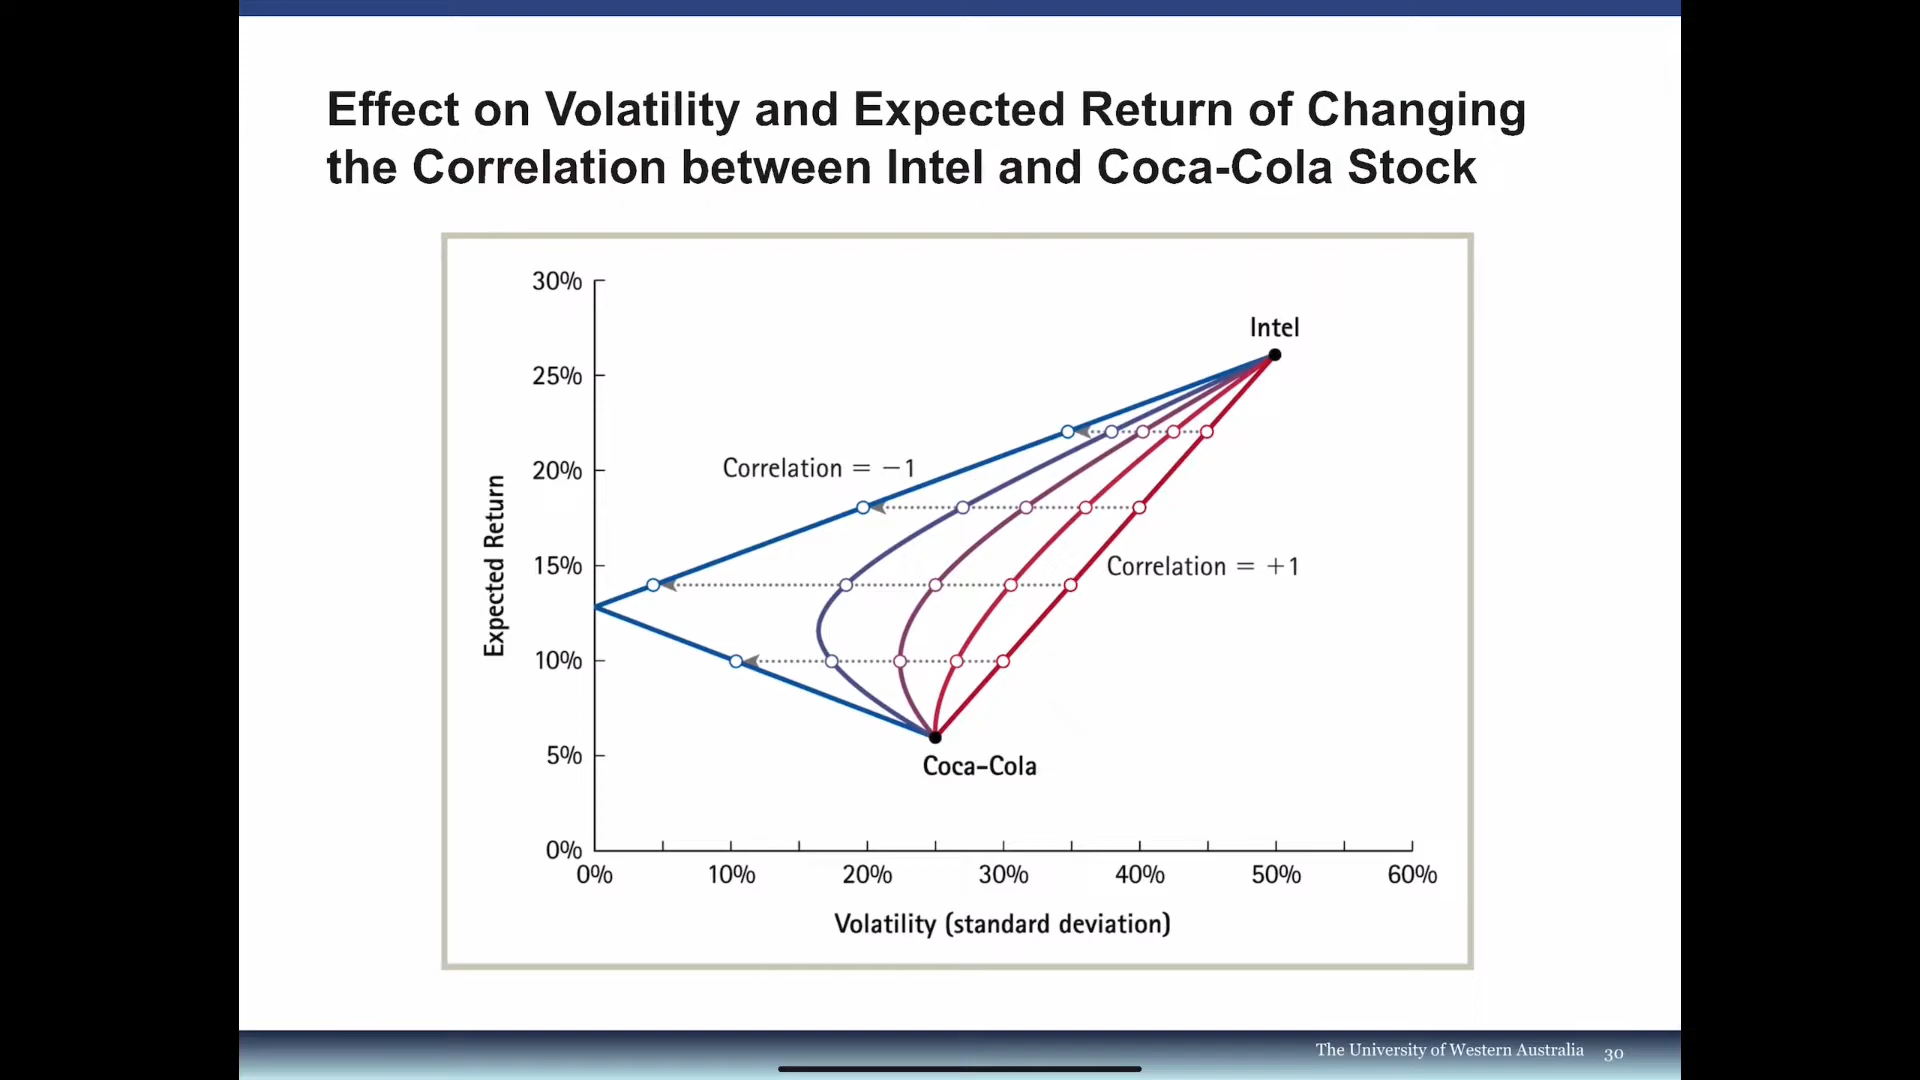 Effect on Volatility and Expected Return of Changing
the Correlation between Intel and Coca-Cola Stock
30%
Intel
25%
Correlation = −1
20%
Correlation = +1
15%
10%
5%
Coca-Cola
0%
Expected Return
0% 10% 20% 30% 40% 50% 60%
Volatility (standard deviation)
The University of Western Australia 30